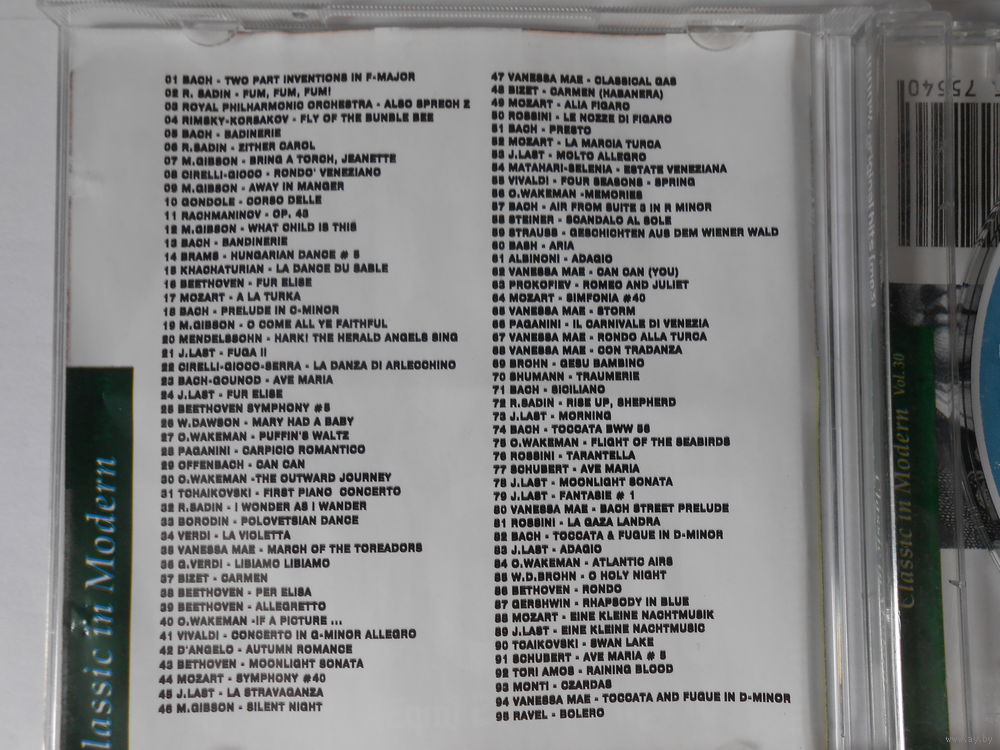 01 BACH - TWO PART INVENTIONS IN F-MAJOR
02 R. SADIN - FUM, FUM, FUM!
03 ROYAL PHILHARMONIC ORCHESTRA - ALSO SPRECH Z
04 RIMSKY-KORSAKOV - FLY OF THE BUNBLE BEE
05 BACH - BADINERIE
06 R.SADIN - ZITHER CAROL
07 M.GIBSON - BRING A TORCH, JEANETTE
08 CIRELLI-GIOCO - RONDO' VENEZIANO
09 M.GIBSON - AWAY IN MANGER
10 GONDOLE - CORSO DELLE
11 RACHMANINOV - OP. 43
12 M.GIBSON - WHAT CHILD IS THIS
13 BACH - BANDINERIE
14 BRAMS - HUNGARIAN DANCE # 5
15 KHACHATURIAN - LA DANCE DU SABLE
16 BEETHOVEN - FUR ELISE
17 MOZART - A LA TURKA
18 BACH - PRELUDE IN C-MINOR
19 M.GIBSON - O COME ALL YE FAITHFUL
20 MENDELSSOHN - HARK! THE HERALD ANGELS SING
21 J.LAST - FUGA II
22 CIRELLI-GIOCO-SERRA - LA DANZA DI ARLECCHINO
23 BACH-GOUNOD - AVE MARIA
24 J.LAST - FUR ELISE
25 BEETHOVEN SYMPHONY #5
26 W.DAWSON - MARY HAD A BABY
27 O.WAKEMAN - PUFFIN'S WALTZ
28 PAGANINI - CARPICIO ROMANTICO
29 OFFENBACH - CAN CAN
30 O.WAKEMAN -THE OUTWARD JOURNEY
31 TCHAIKOVSKI - FIRST PIANO CONCERTO
32 R.SADIN - I WONDER AS I WANDER
33 BORODIN - POLOVETSIAN DANCE
34 VERDI - LA VIOLETTA
35 VANESSA MAE - MARCH OF THE TOREADORS
36 G.VERDI - LIBIAMO LIBIAMO
37 BIZET - CARMEN
38 BEETHOVEN - PER ELISA
39 BEETHOVEN - ALLEGRETTO
40 O.WAKEMAN -IF A PICTURE ...
41 VIVALDI - CONCERTO IN G-MINOR ALLEGRO
42 D'ANGELO - AUTUMN ROMANCE
43 BETHOVEN - MOONLIGHT SONATA
44 MOZART - SYMPHONY #40
45 J.LAST - LA STRAVAGANZA
46 M.GIBSON - SILENT NIGHT
47 VANESSA MAE - CLASSICAL GAS
48 BIZET - CARMEN (HABANERA)
49 MOZART - ALIA FIGARO
50 ROSSINI - LE NOZZE DI FIGARO
51 BACH - PRESTO
52 MOZART - LA MARCIA TURCA
53 J.LAST - MOLTO ALLEGRO
54 MATAHARI-SELENIA - ESTATE VENEZIANA
55 VIVALDI - FOUR SEASONS - SPRING
56 O.WAKEMAN -MEMORIES
57 BACH - AIR FROM SUITE 3 IN R MINOR
58 STEINER - SCANDALO AL SOLE
59 STRAUSS - GESCHICHTEN AUS DEM WIENER WALD
60 BASH - ARIA
61 ALBINONI - ADAGIO
62 VANESSA MAE - CAN CAN (YOU)
63 PROKOFIEV - ROMEO AND JULIET
64 MOZART - SIMFONIA #40
65 VANESSA MAE - STORM
66 PAGANINI - IL CARNIVALE DI VENEZIA
67 VANESSA MAE - RONDO ALLA TURCA
68 VANESSA MAE - CON TRADANZA
69 BROHN - GESU BAMBINO
70 SHUMANN - TRAUMERIE
71 BACH - SICILIANO
72 R.SADIN - RISE UP, SHEPHERD
73 J.LAST - MORNING
74 BACH - TOCCATA BWW 56
75 O.WAKEMAN - FLIGHT OF THE SEABIRDS
76 ROSSINI - TARANTELLA
77 SCHUBERT - AVE MARIA
78 J.LAST - MOONLIGHT SONATA
79 J.LAST - FANTASIE # 1
80 VANESSA MAE - BACH STREET PRELUDE
81 ROSSINI - LA GAZA LANDRA
82 BACH - TOCCATA & FUGUE IN D-MINOR
83 J.LAST - ADAGIO
84 O.WAKEMAN - ATLANTIC AIRS
85 W.D.BROHN - O HOLY NIGHT
86 BETHOVEN - RONDO
87 GERSHWIN - RHAPSODY IN BLUE
88 MOZART - EINE KLEINE NACHTMUSIK
89 J.LAST - EINE KLEINE NACHTMUSIC
90 TCAIKOVSKI - SWAN LAKE
91 SCHUBERT - AVE MARIA # 5
92 TORI AMOS - RAINING BLOOD
93 MONTI - CZARDAS
94 VANESSA MAE - TOCCATA AND FUGUE IN D-MINOR
95 RAVEL - BOLERO
lassic in Modern
Classic in Modern Vol.30
75540
www.ay.by